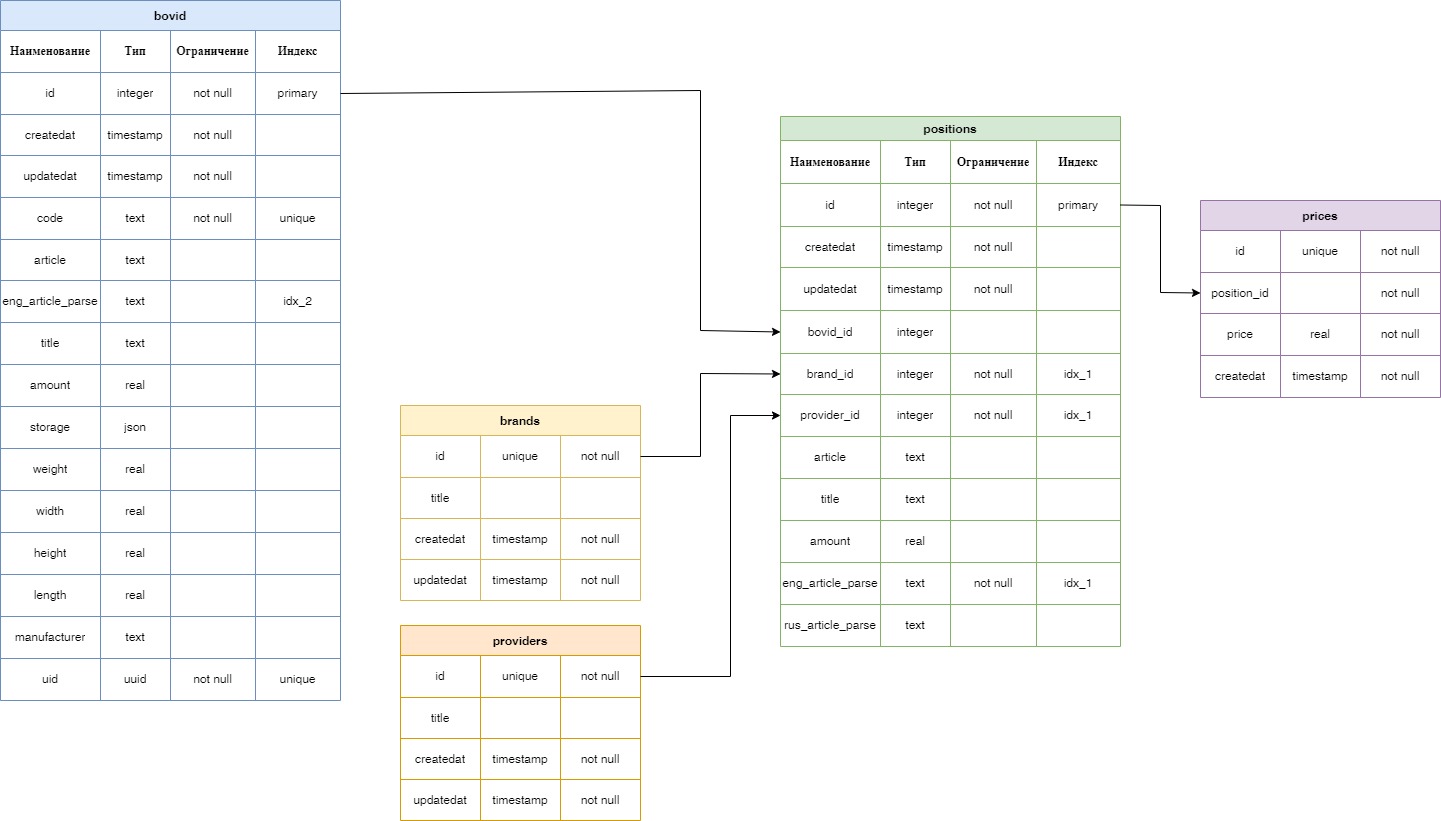 bovid
Наименование Тип Ограничение Индекс
id integer not null primary
createdat timestamp not null
updatedat timestamp not null
code text not null unique
article text
eng_article_parse text idx_2
title text
amount real
storage json
weight real
width real
height real
length real
manufacturer text
uid uuid not null unique
brands
id unique not null
title
createdat timestamp not null
updatedat timestamp not null
providers
id unique not null
title
createdat timestamp not null
updatedat timestamp not null
positions
Наименование Тип Ограничение Индекс
id integer not null primary
createdat timestamp not null
updatedat timestamp not null
bovid_id integer
brand_id integer not null idx_1
provider_id integer not null idx_1
article text
title text
amount real
eng_article_parse text not null idx_1
rus_article_parse text
prices
id unique not null
position_id not null
price real not null
createdat timestamp not null